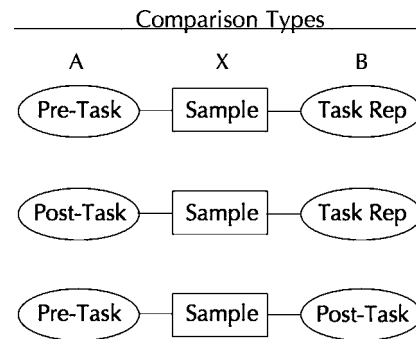 Comparison Types
A X B
Pre-Task Sample Task Rep
Post-Task Sample Task Rep
Pre-Task Sample Post-Task